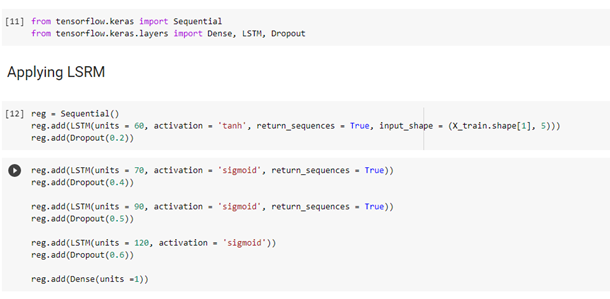 [11] from tensorflow.keras import Sequential
from tensorflow.keras.layers import Dense, LSTM, Dropout
Applying LSRM
[12] reg = Sequential()
reg.add(LSTM(units = 60, activation = 'tanh', return_sequences = True, input_shape = (X_train.shape[1], 5)))
reg.add(Dropout(0.2))
reg.add(LSTM(units = 70, activation = 'sigmoid', return_sequences = True))
reg.add(Dropout(0.4))
reg.add(LSTM(units = 90, activation = 'sigmoid', return_sequences = True))
reg.add(Dropout(0.5))
reg.add(LSTM(units = 120, activation = 'sigmoid'))
reg.add(Dropout(0.6))
reg.add(Dense(units =1))